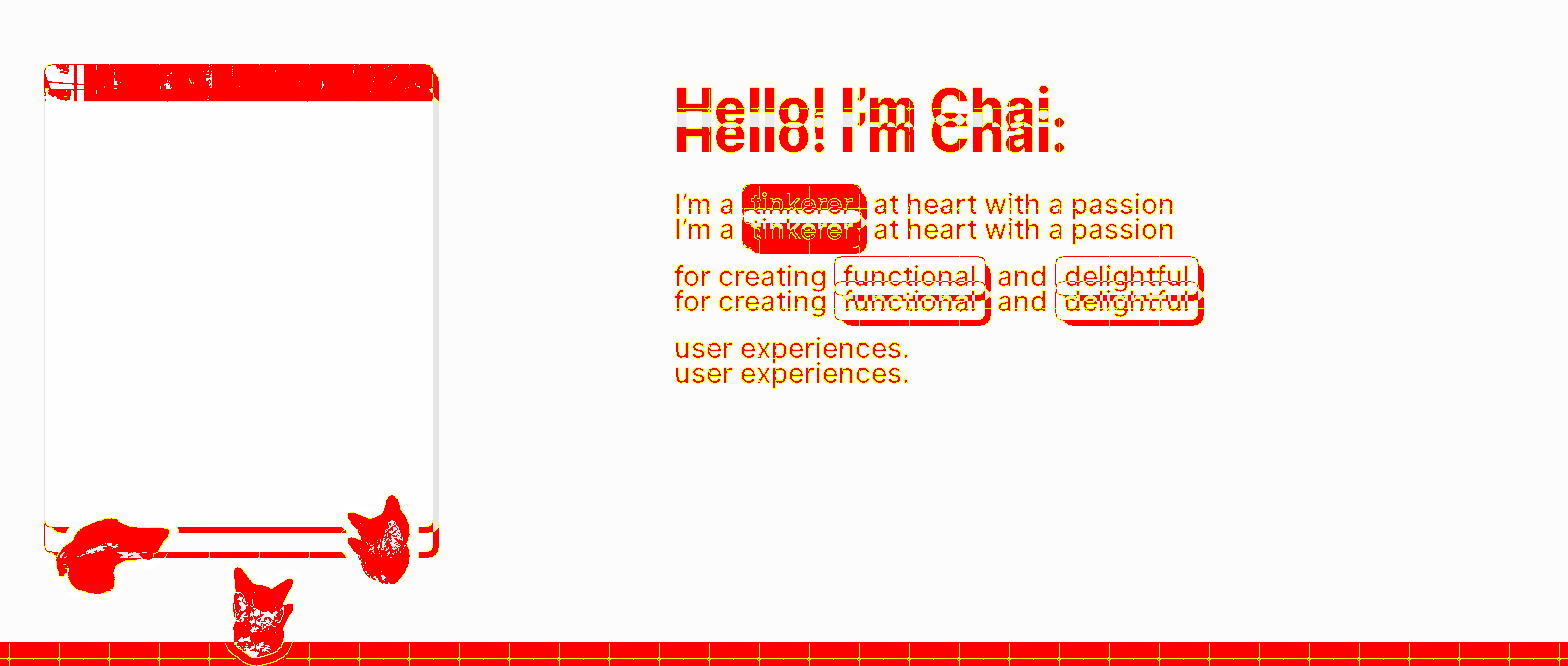 Hello! I'm Chai.
Hello! I'm Chai.
I'm a tinkerer at heart with a passion
I'm a tinkerer at heart with a passion
for creating functional and delightful
for creating functional and delightful
user experiences.
user experiences.